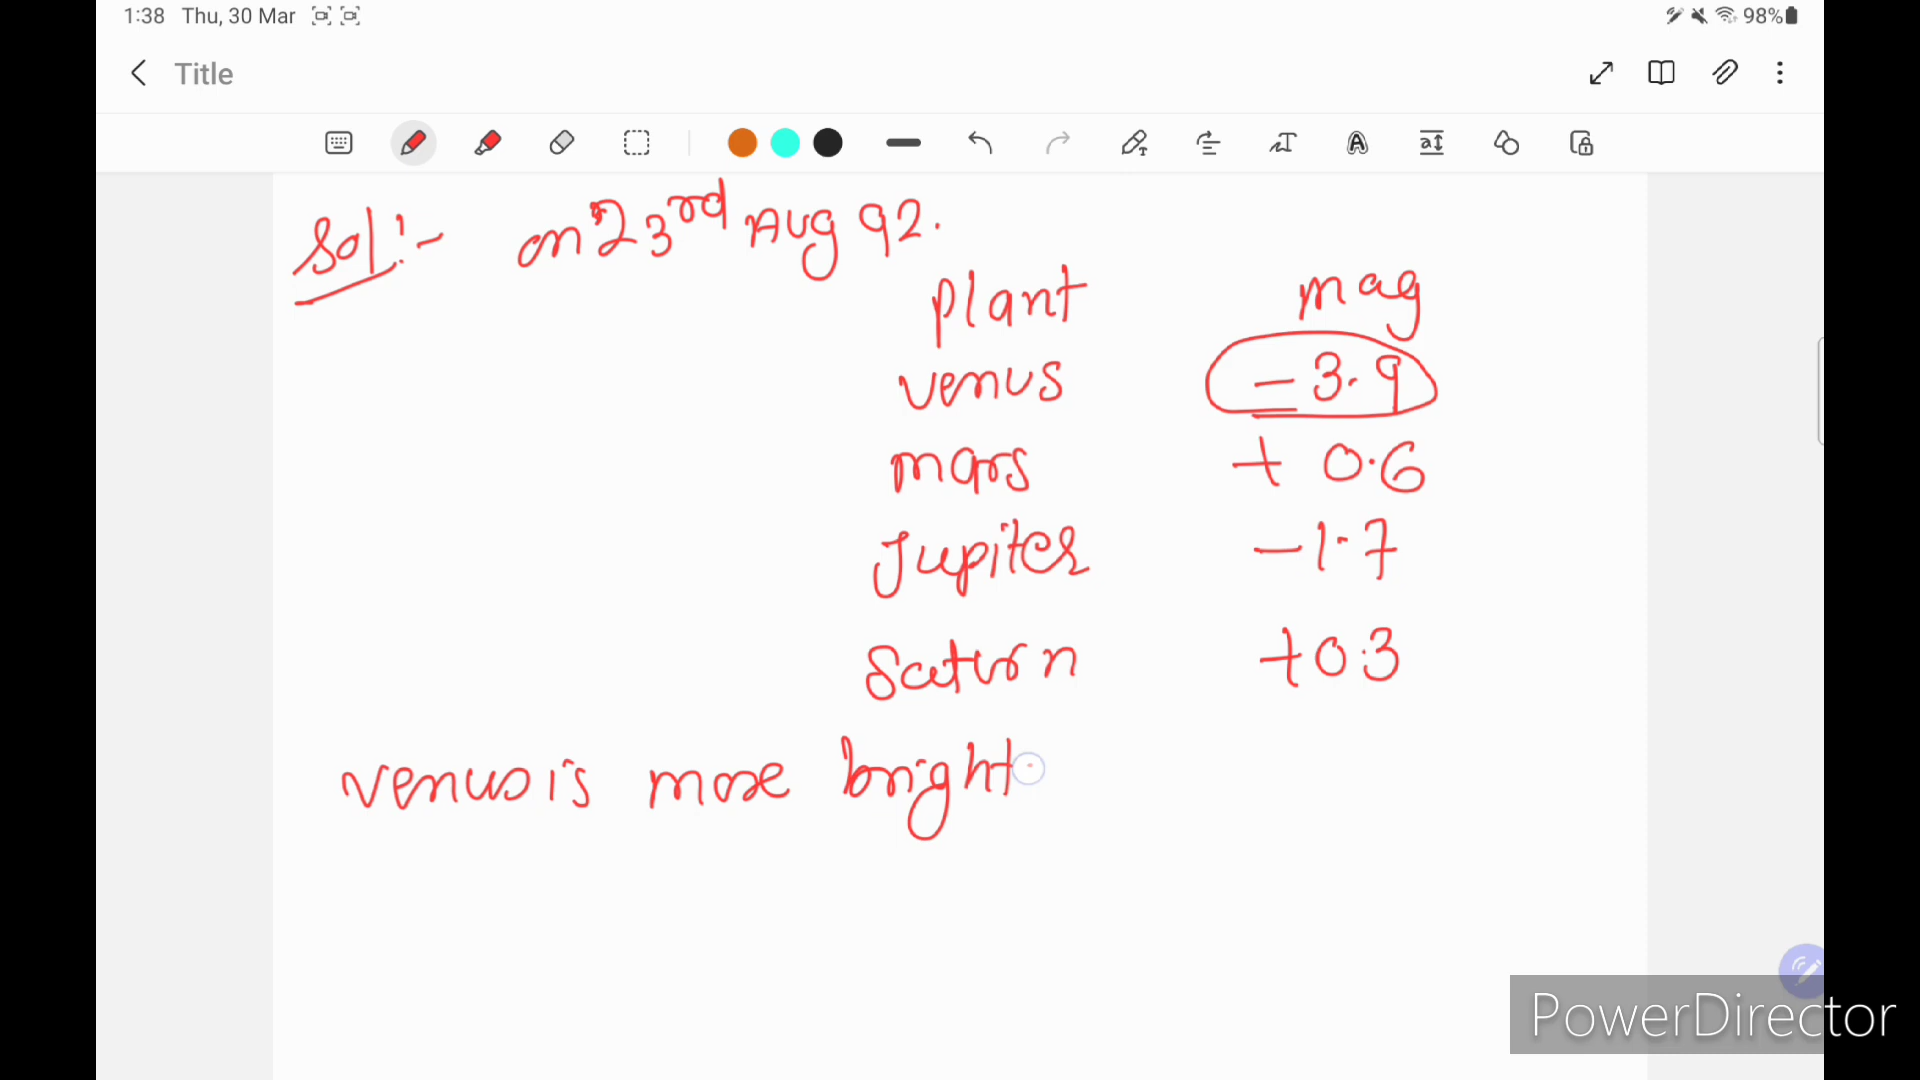 1:38 Thu, 30 Mar 98%
Title
Sol:- on 23rd Aug 92.
plant mag
venus - 3.9
mars + 0.6
Jupiter -1.7
Saturn +0.3
venus is more bright
PowerDirector